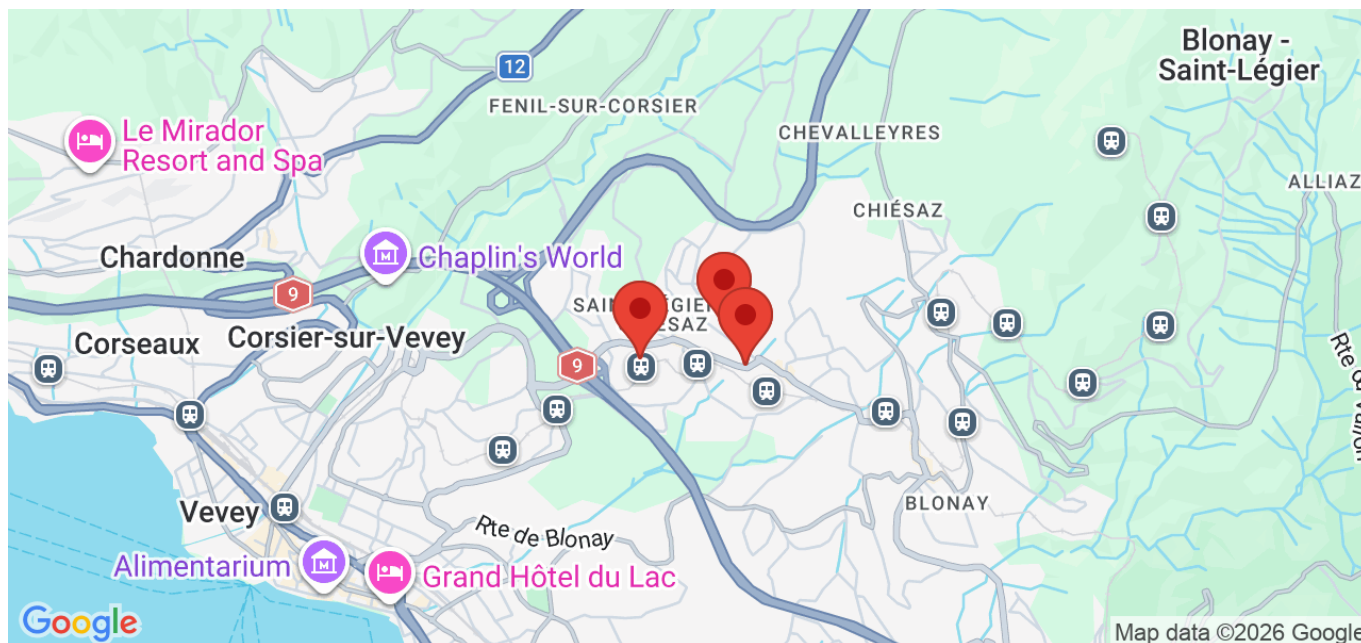 Blonay -
Saint-Légier
12
FENIL-SUR-CORSIER
CHEVALLEYRES
Le Mirador
Resort and Spa
ALLIAZ
CHIÉSAZ
Chardonne
Chaplin's World
9
Corseaux
Corsier-sur-Vevey
9
BLONAY
Vevey
Rte de Blonay
Alimentarium
Grand Hôtel du Lac
Google
Map data ©2026 Google